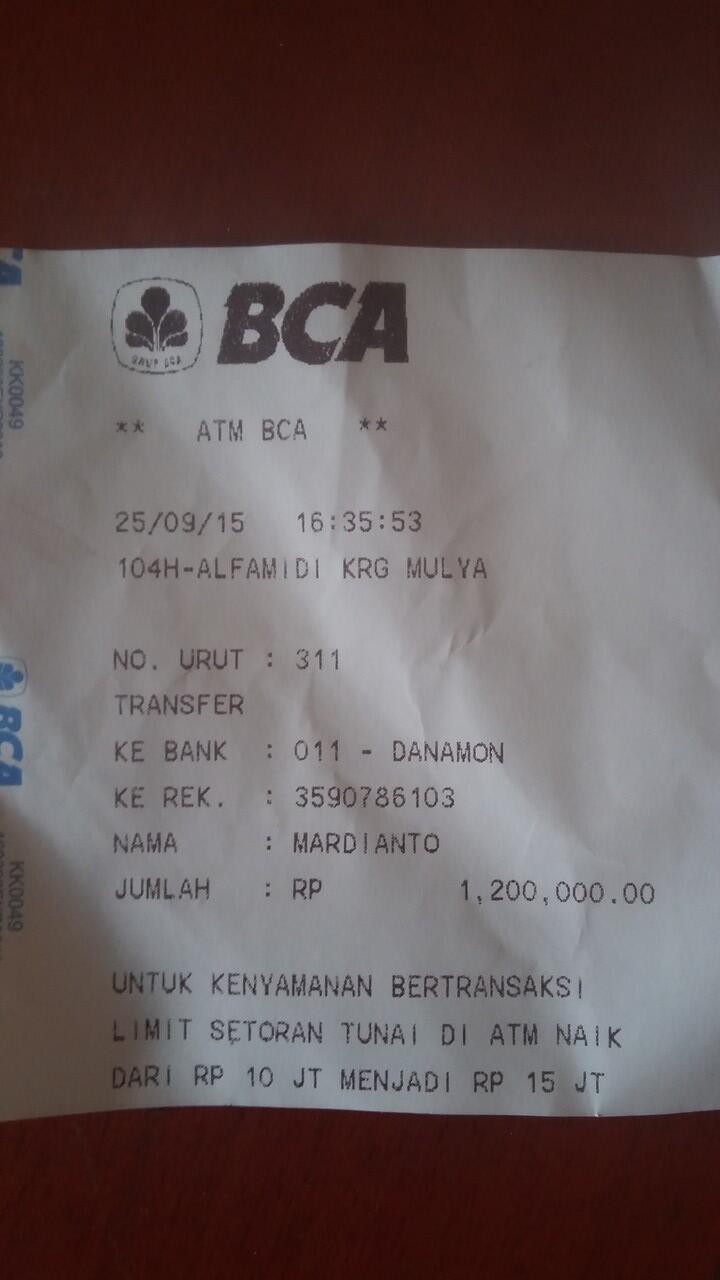 GRUP BCA
BCA
** ATM BCA **
25/09/15 16:35:53
104H-ALFAMIDI KRG MULYA
NO. URUT : 311
TRANSFER
KE BANK : 011 - DANAMON
KE REK. : 3590786103
NAMA : MARDIANTO
JUMLAH : RP 1,200,000.00
UNTUK KENYAMANAN BERTRANSAKSI
LIMIT SETORAN TUNAI DI ATM NAIK
DARI RP 10 JT MENJADI RP 15 JT
KK0049
BCA
KK0049